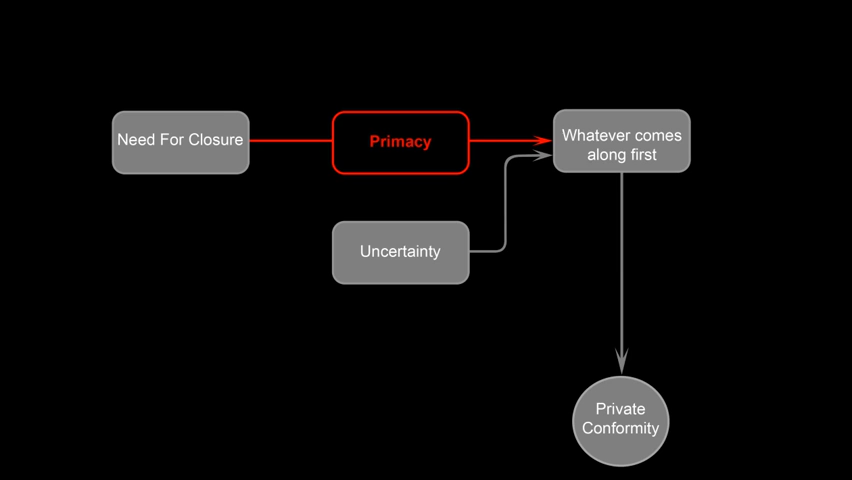 Need For Closure
Primacy
Whatever comes
along first
Uncertainty
Private
Conformity